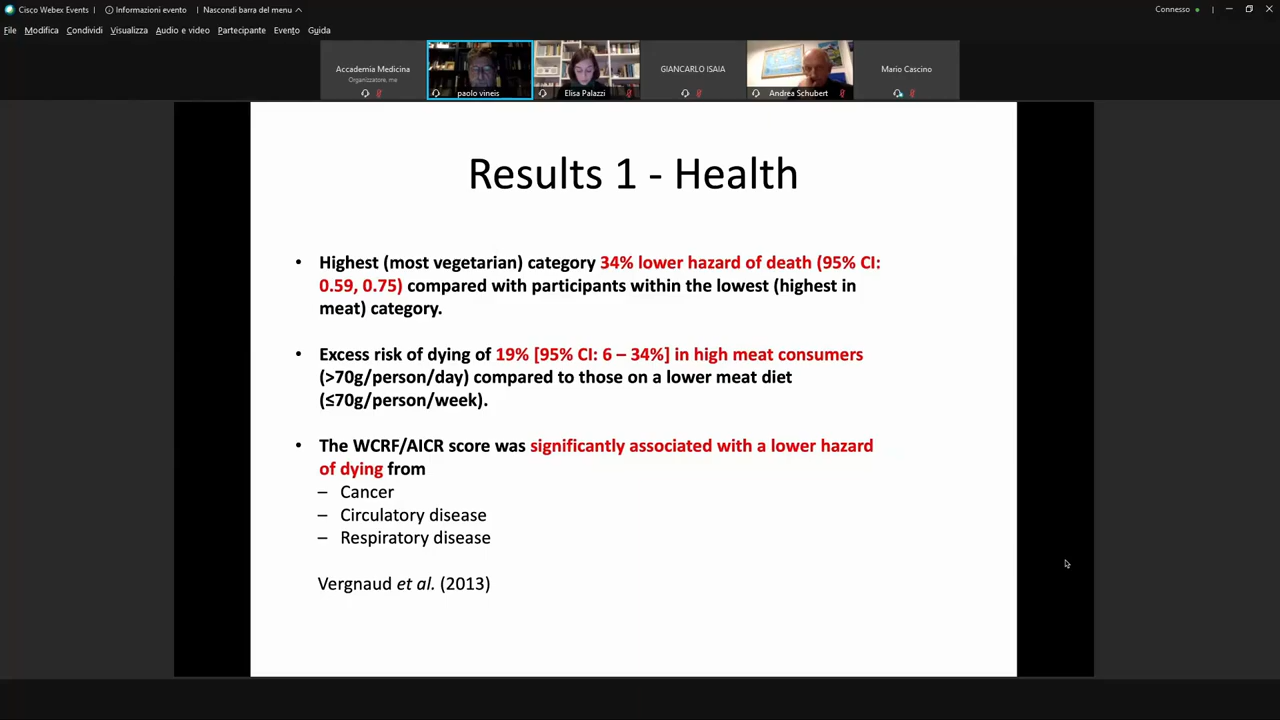 Cisco Webex Events
Informazioni evento
Nascondi barra del menu
Connesso
File Modifica Condividi Visualizza Audio e video Partecipante Evento Guida
Accademia Medicina
Organizzatore, me
paolo vineis
Elisa Palazzi
GIANCARLO ISAIA
Andrea Schubert
Mario Cascino
Results 1 - Health
• Highest (most vegetarian) category 34% lower hazard of death (95% CI:
0.59, 0.75) compared with participants within the lowest (highest in
meat) category.
• Excess risk of dying of 19% [95% CI: 6 – 34%] in high meat consumers
(>70g/person/day) compared to those on a lower meat diet
(≤70g/person/week).
• The WCRF/AICR score was significantly associated with a lower hazard
of dying from
– Cancer
– Circulatory disease
– Respiratory disease
Vergnaud et al. (2013)